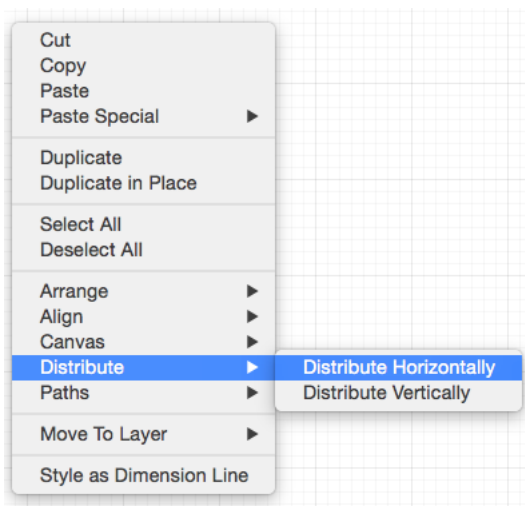 Cut
Copy
Paste
Paste Special
Duplicate
Duplicate in Place
Select All
Deselect All
Arrange
Align
Canvas
Distribute
Distribute Horizontally
Paths
Distribute Vertically
Move To Layer
Style as Dimension Line